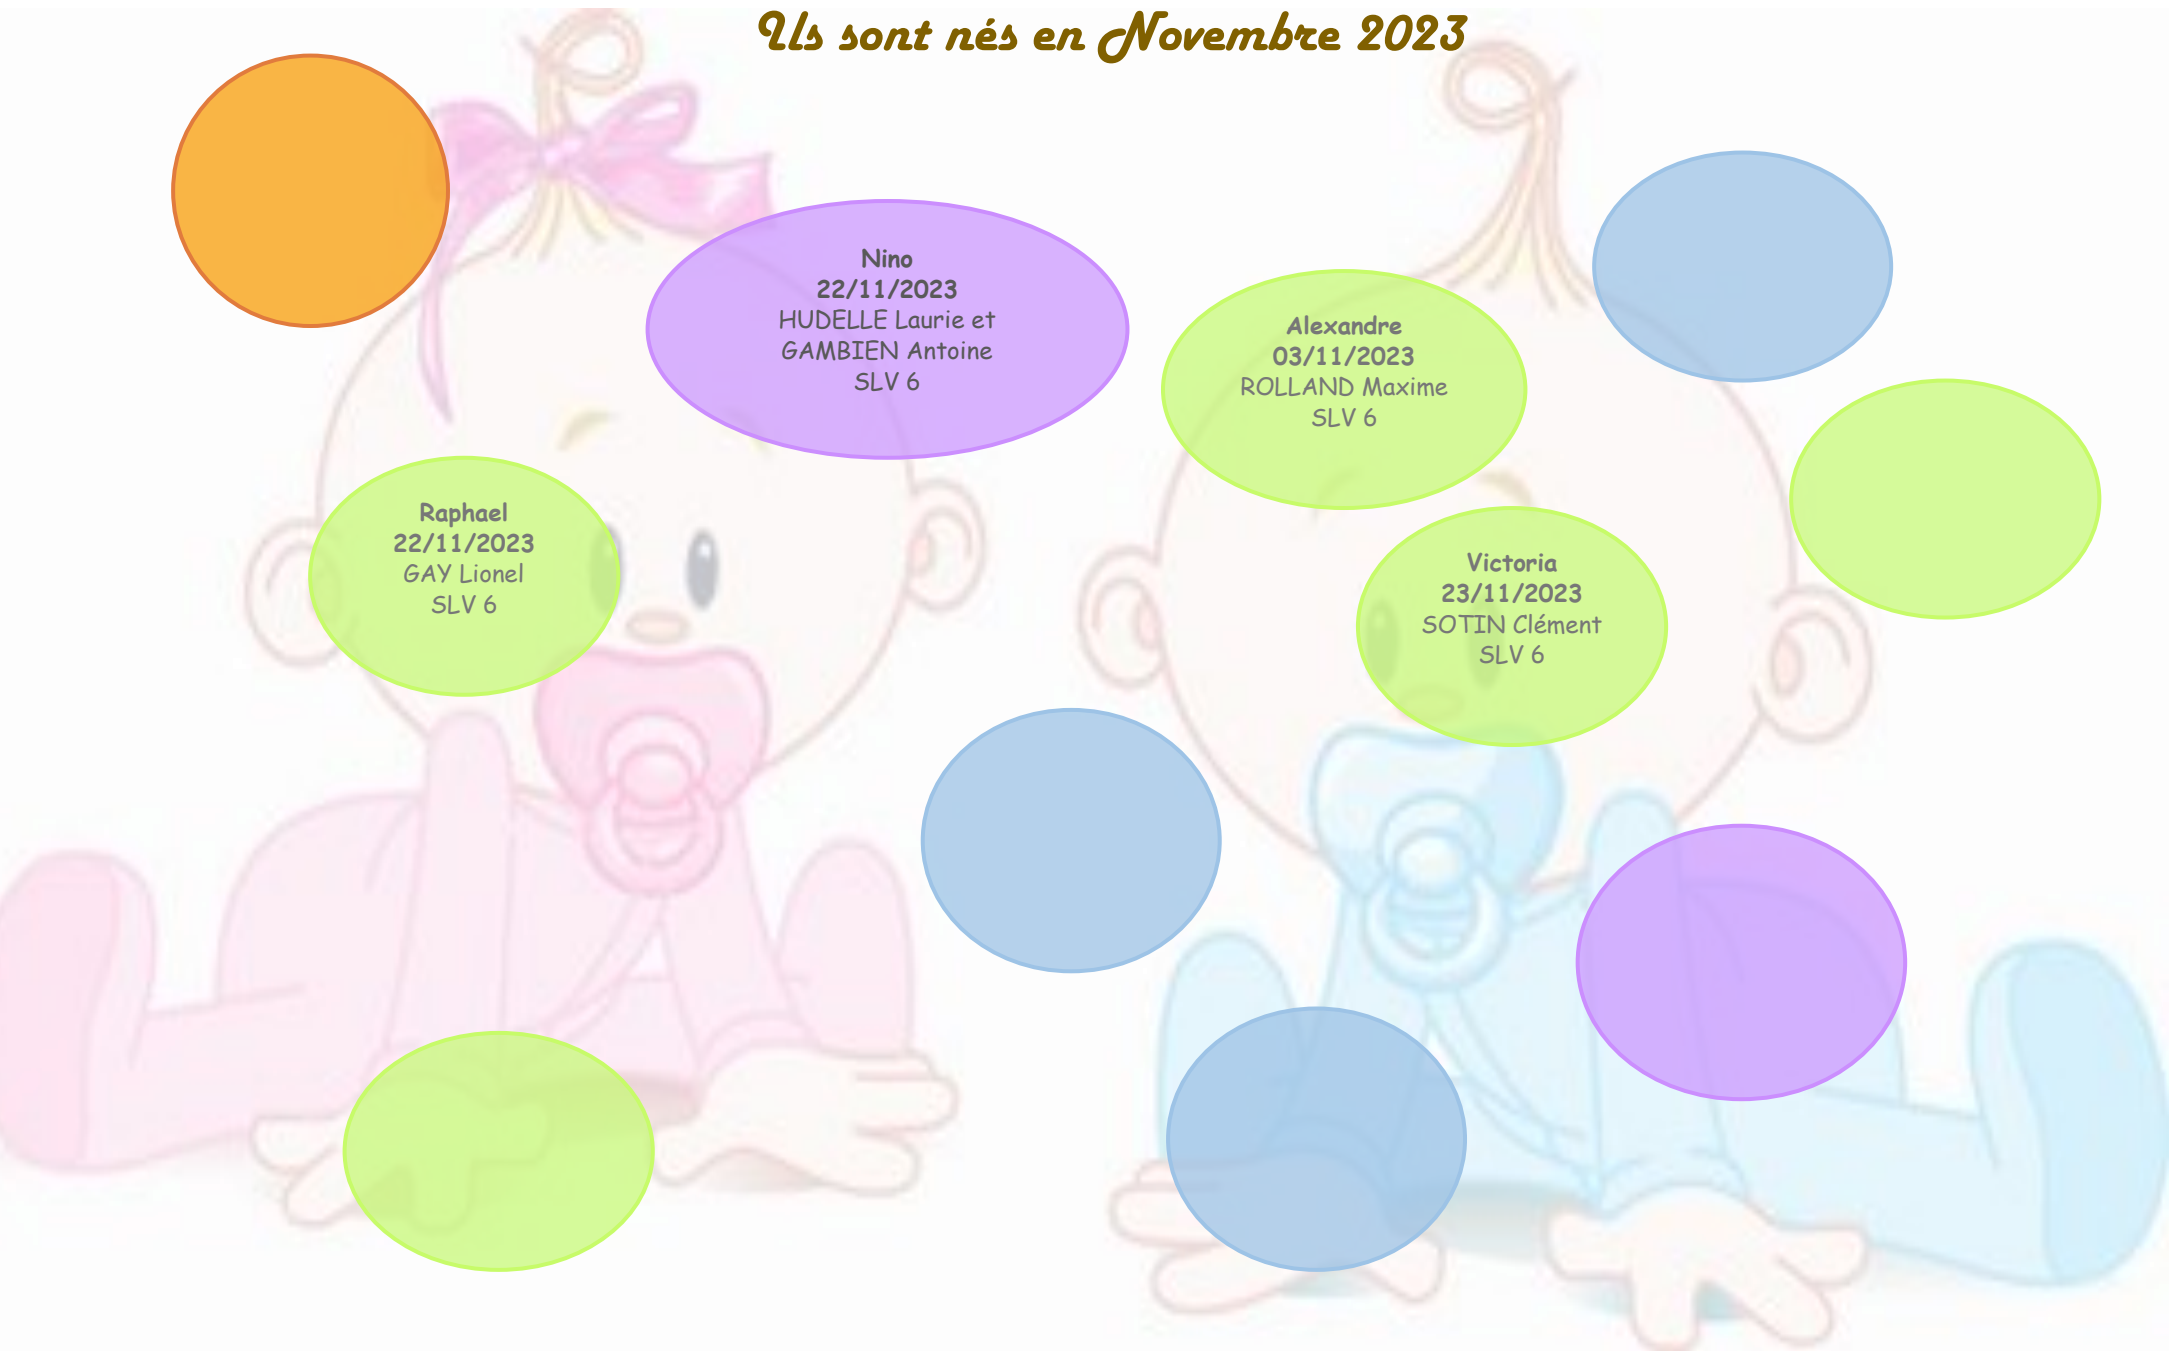 Ils sont nés en Novembre 2023
Nino
22/11/2023
HUDELLE Laurie et
GAMBIEN Antoine
SLV 6
Alexandre
03/11/2023
ROLLAND Maxime
SLV 6
Raphael
22/11/2023
GAY Lionel
SLV 6
Victoria
23/11/2023
SOTIN Clément
SLV 6